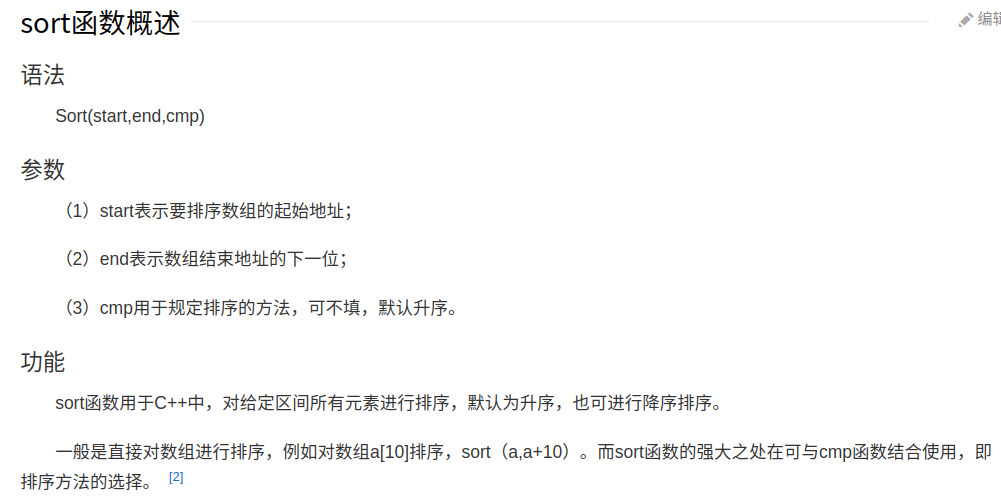 sort函数概述
编辑
语法
Sort(start,end,cmp)
参数
（1）start表示要排序数组的起始地址；
（2）end表示数组结束地址的下一位；
（3）cmp用于规定排序的方法，可不填，默认升序。
功能
sort函数用于C++中，对给定区间所有元素进行排序，默认为升序，也可进行降序排序。
一般是直接对数组进行排序，例如对数组a[10]排序，sort（a,a+10）。而sort函数的强大之处在可与cmp函数结合使用，即
排序方法的选择。 [2]